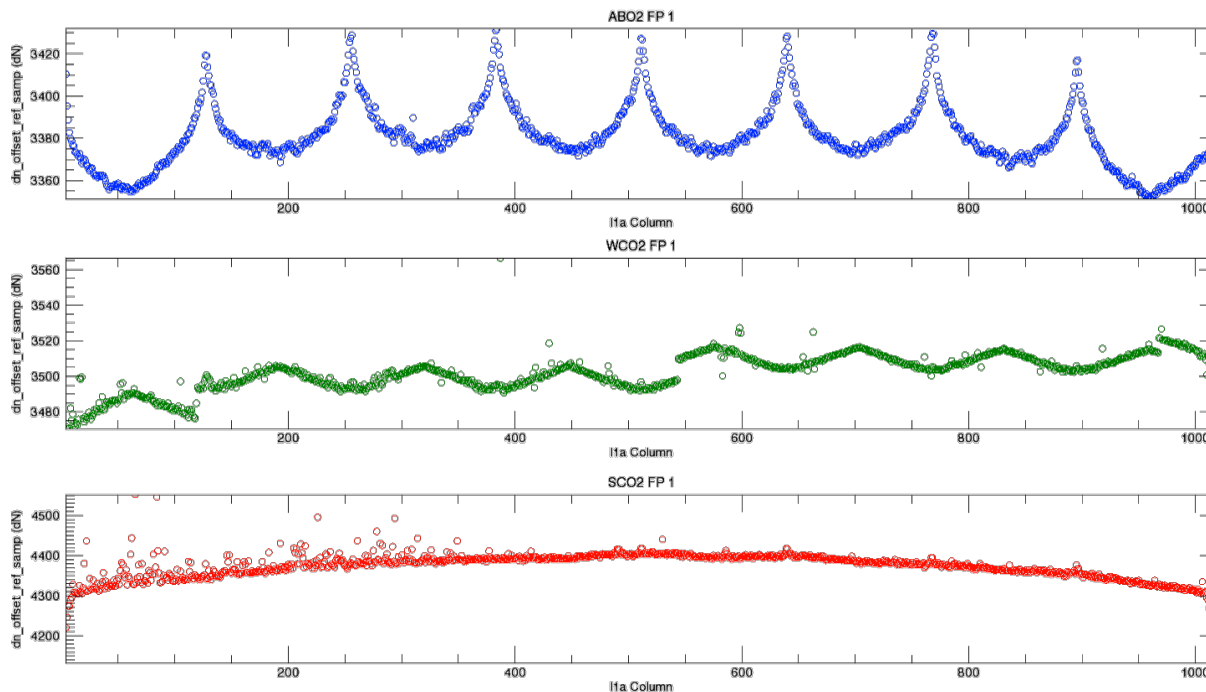 ABO2 FP 1
dn_offset_ref_samp (dN)
3420
3400
3380
3360
200 400 600 800 1000
l1a Column
WCO2 FP 1
dn_offset_ref_samp (dN)
3560
3540
3520
3500
3480
200 400 600 800 1000
l1a Column
SCO2 FP 1
dn_offset_ref_samp (dN)
4500
4400
4300
4200
200 400 600 800 1000
l1a Column